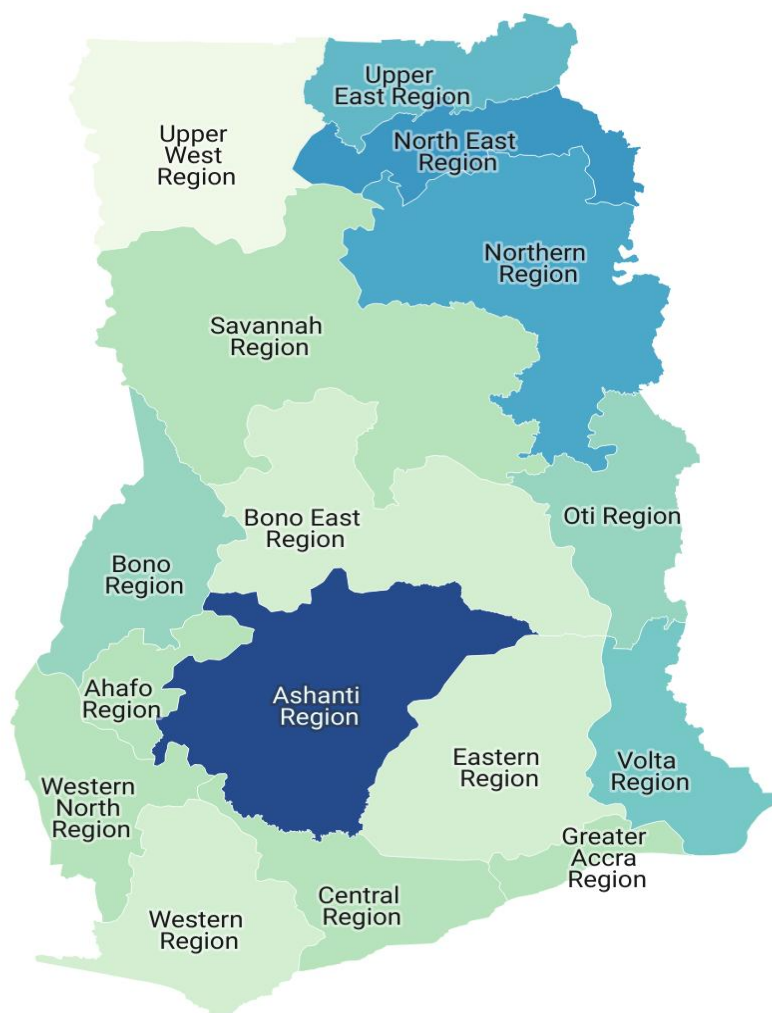 Upper
East Region
Upper
West
Region
North East
Region
Northern
Region
Savannah
Region
Bono East
Region
Oti Region
Bono
Region
Ahafo
Region
Ashanti
Region
Eastern
Region
Volta
Region
Western
North
Region
Greater
Accra
Region
Central
Region
Western
Region